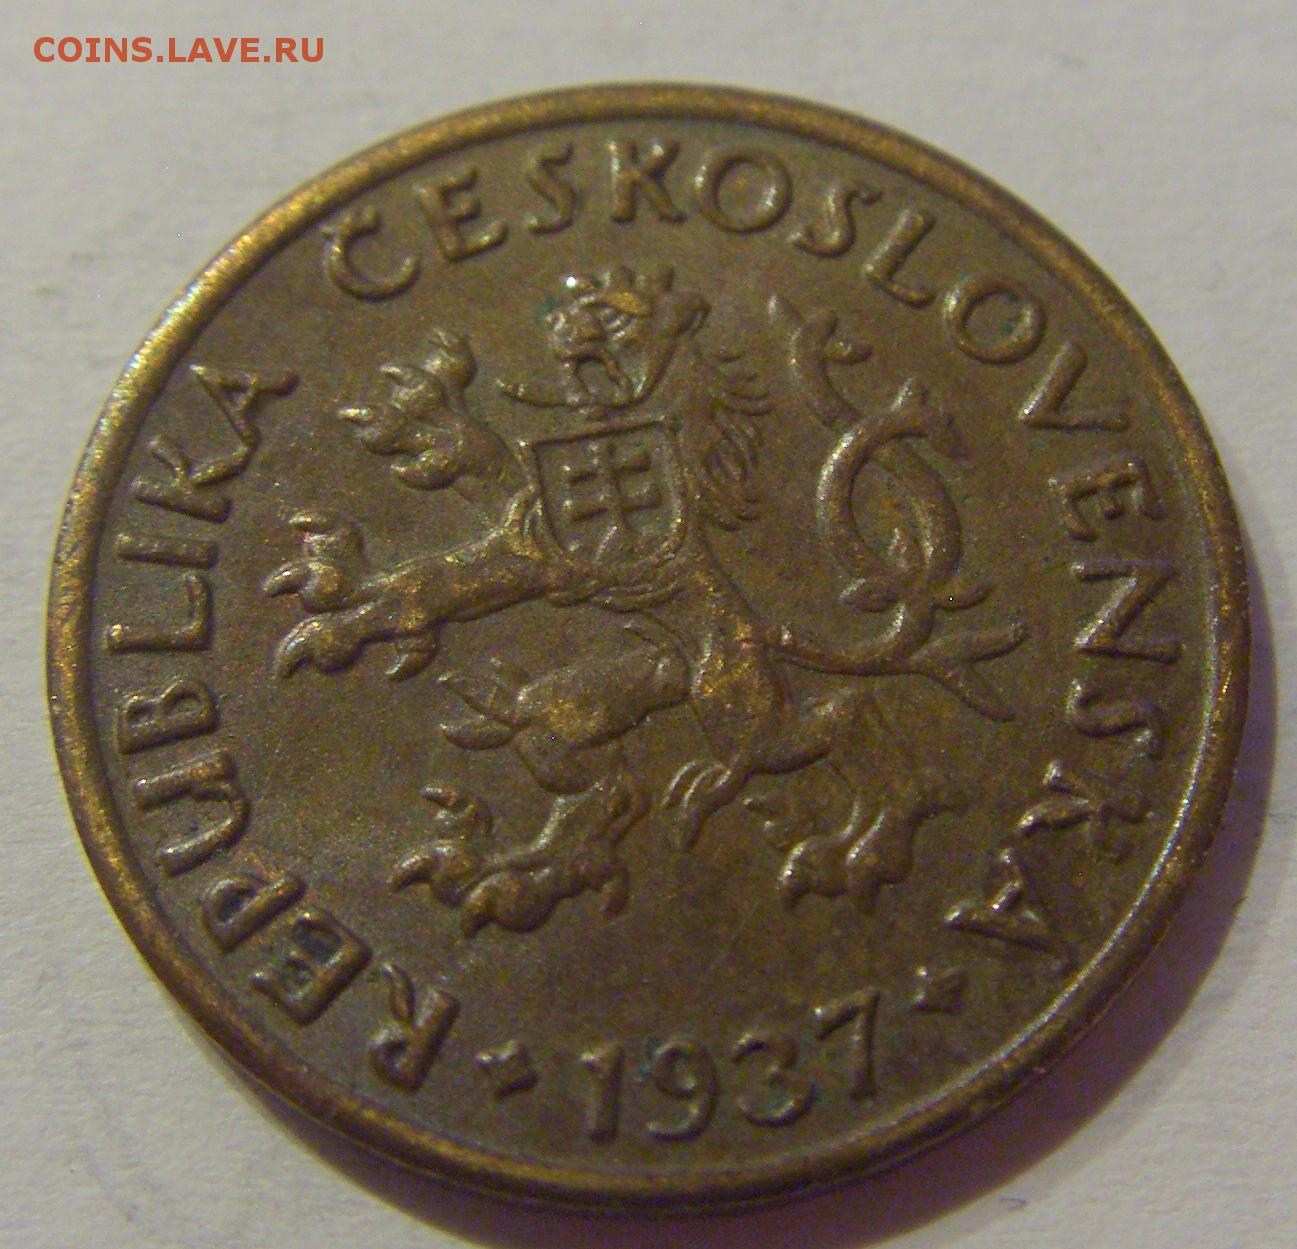 COINS.LAVE.RU
REPUBLIKA ČESKOSLOVENSKÁ
* 1937 *